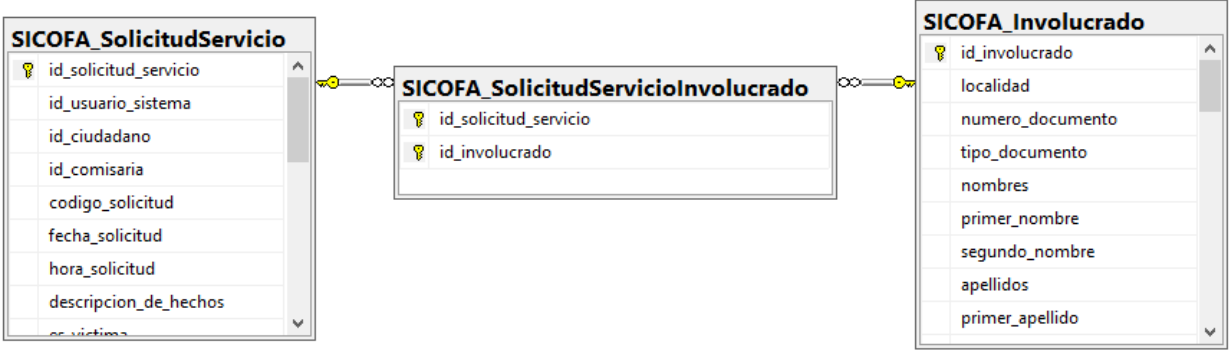 SICOFA_SolicitudServicio
id_solicitud_servicio
id_usuario_sistema
id_ciudadano
id_comisaria
codigo_solicitud
fecha_solicitud
hora_solicitud
descripcion_de_hechos
es_victima
SICOFA_SolicitudServicioInvolucrado
id_solicitud_servicio
id_involucrado
SICOFA_Involucrado
id_involucrado
localidad
numero_documento
tipo_documento
nombres
primer_nombre
segundo_nombre
apellidos
primer_apellido